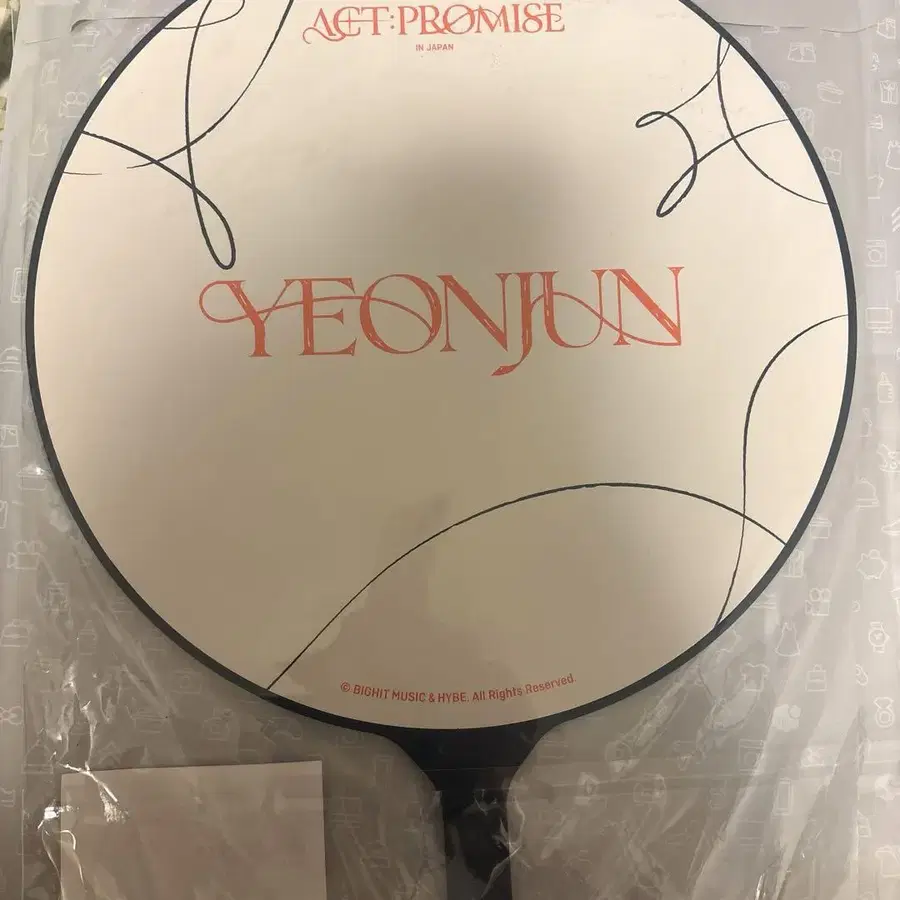 ACT:PROMISE
IN JAPAN
YEONJUN
© BIGHIT MUSIC & HYBE. All Rights Reserved.